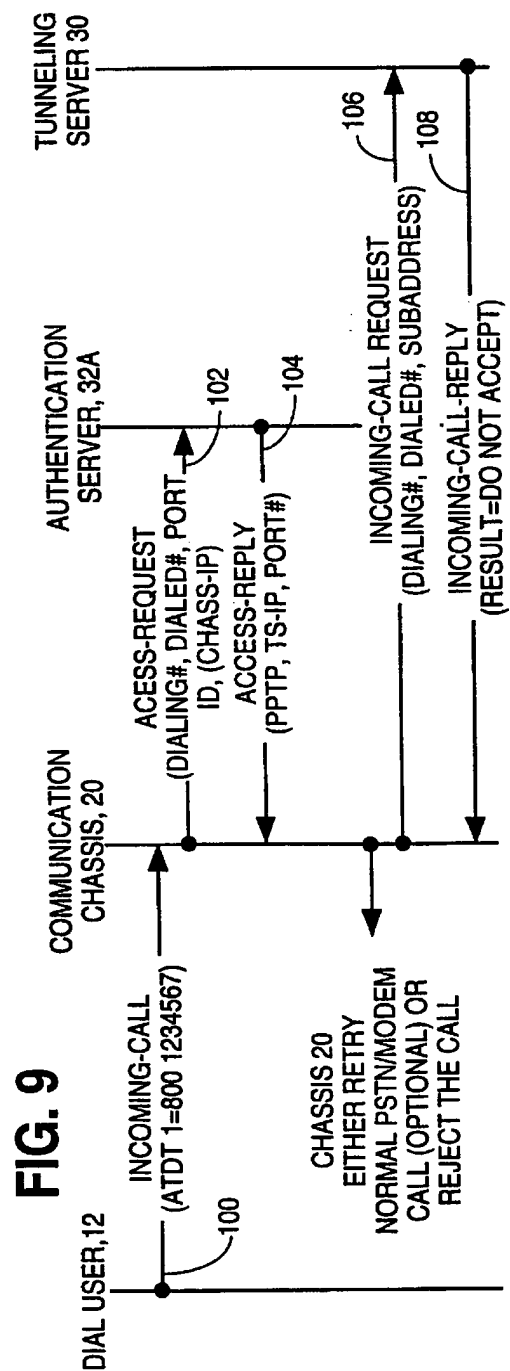 FIG. 9
DIAL USER,12
COMMUNICATION
CHASSIS, 20
AUTHENTICATION
SERVER, 32A
TUNNELING
SERVER 30
INCOMING-CALL
(ATDT 1=800 1234567)
100
ACESS-REQUEST
(DIALING#, DIALED#, PORT
ID, (CHASS-IP)
102
ACCESS-REPLY
(PPTP, TS-IP, PORT#)
104
CHASSIS 20
EITHER RETRY
NORMAL PSTN/MODEM
CALL (OPTIONAL) OR
REJECT THE CALL
INCOMING-CALL REQUEST
(DIALING#, DIALED#, SUBADDRESS)
106
INCOMING-CALL-REPLY
(RESULT=DO NOT ACCEPT)
108